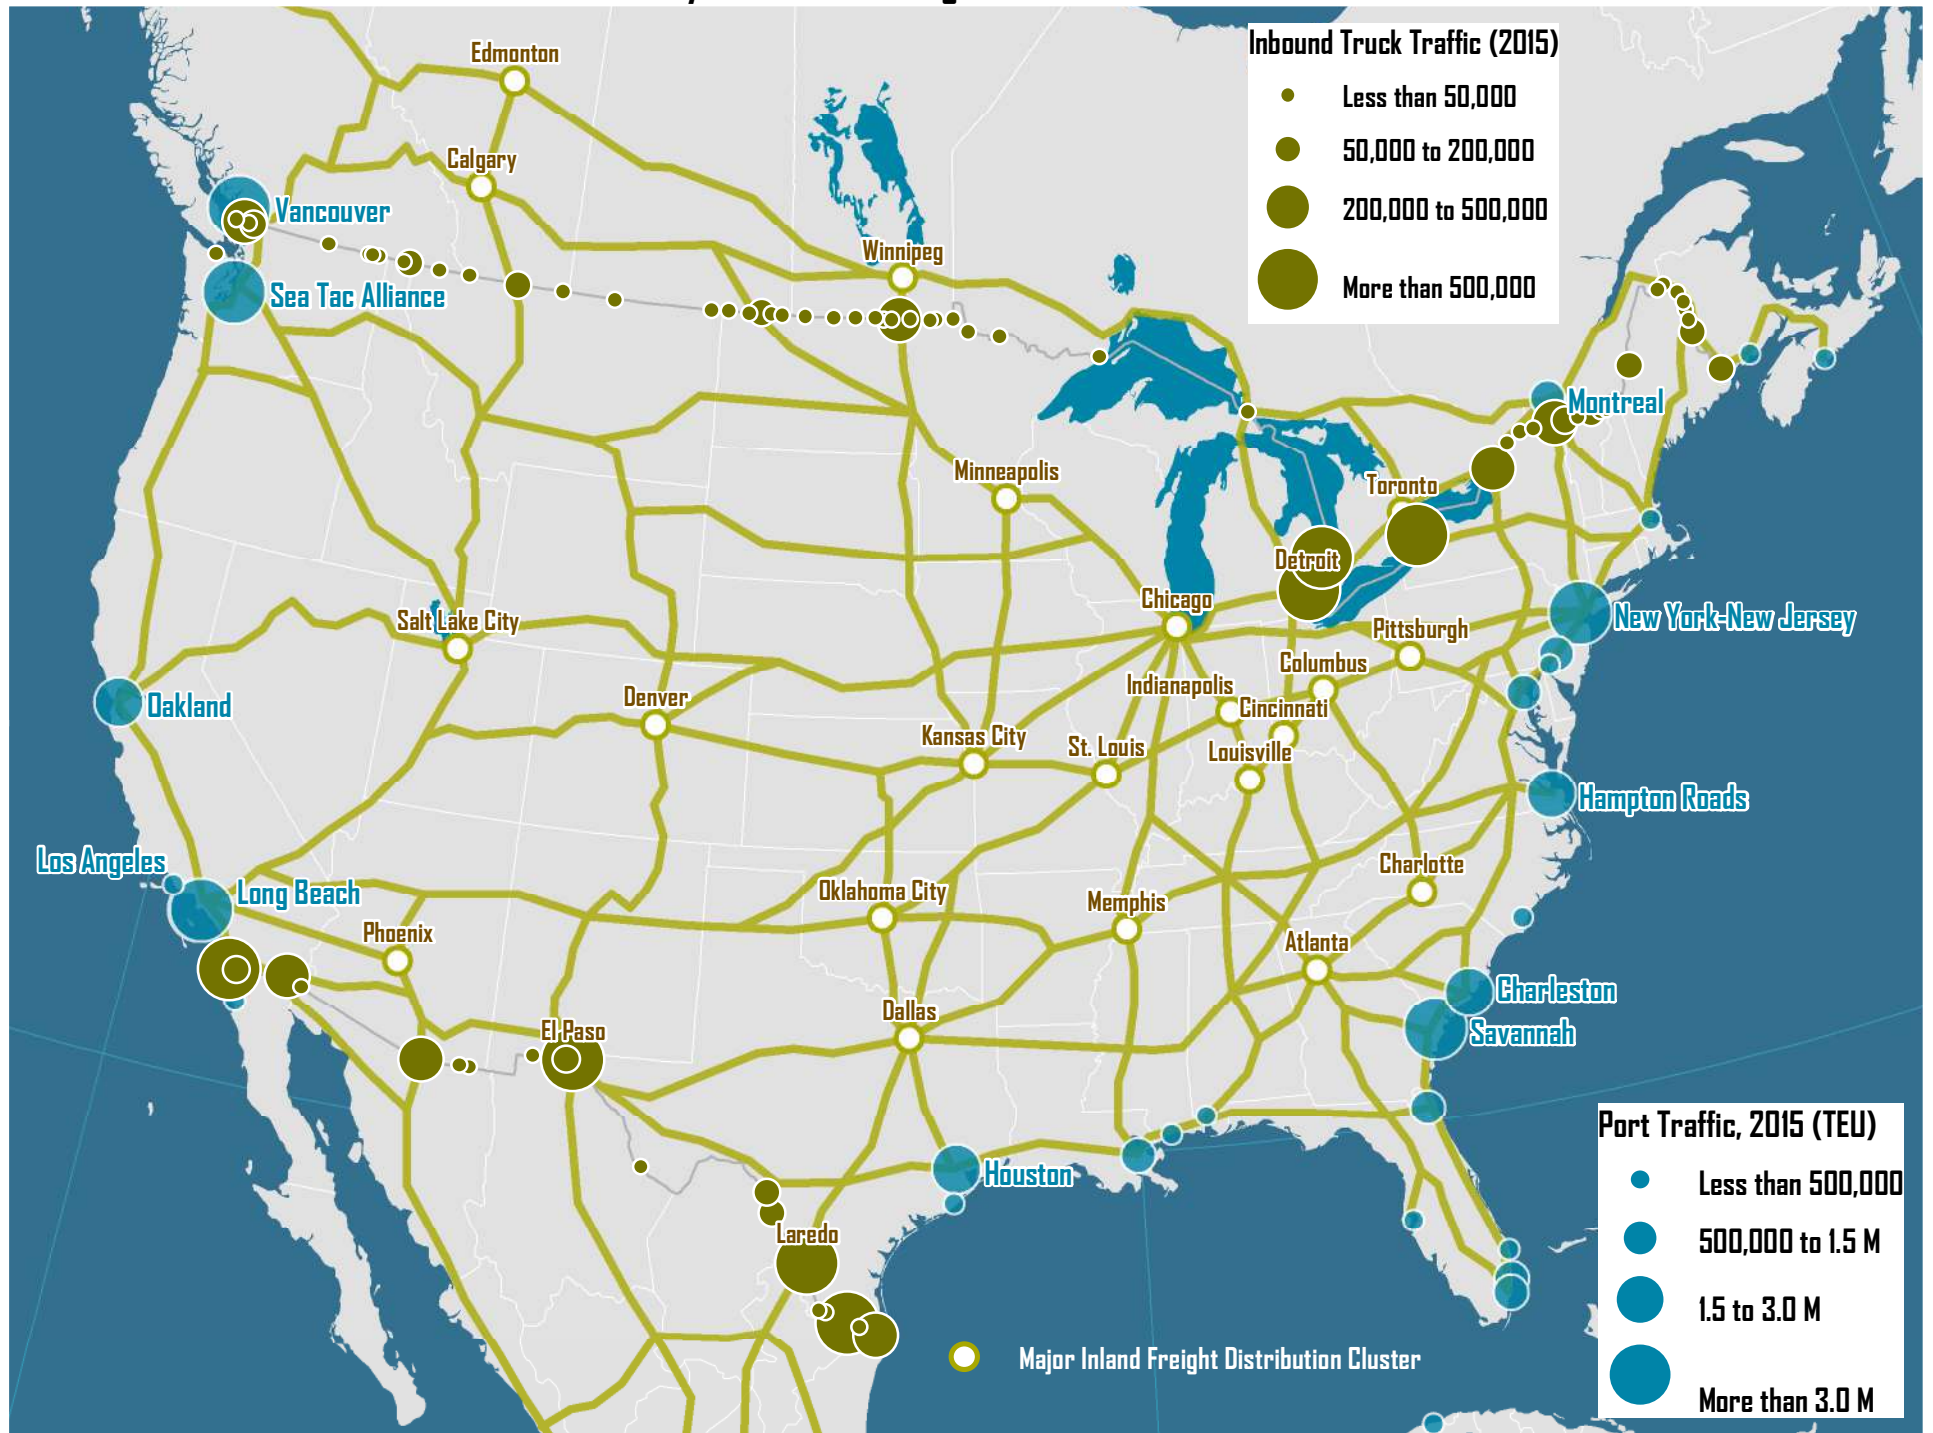 Edmonton
Inbound Truck Traffic (2015)
Less than 50,000
50,000 to 200,000
200,000 to 500,000
More than 500,000
Calgary
Vancouver
Winnipeg
Sea Tac Alliance
Montreal
Minneapolis
Toronto
Detroit
Chicago
Salt Lake City
New York-New Jersey
Pittsburgh
Columbus
Indianapolis
Cincinnati
Denver
Oakland
Kansas City
St. Louis
Louisville
Hampton Roads
Los Angeles
Long Beach
Charlotte
Oklahoma City
Memphis
Phoenix
Atlanta
Charleston
Dallas
El Paso
Savannah
Port Traffic, 2015 (TEU)
Less than 500,000
500,000 to 1.5 M
1.5 to 3.0 M
More than 3.0 M
Houston
Laredo
Major Inland Freight Distribution Cluster